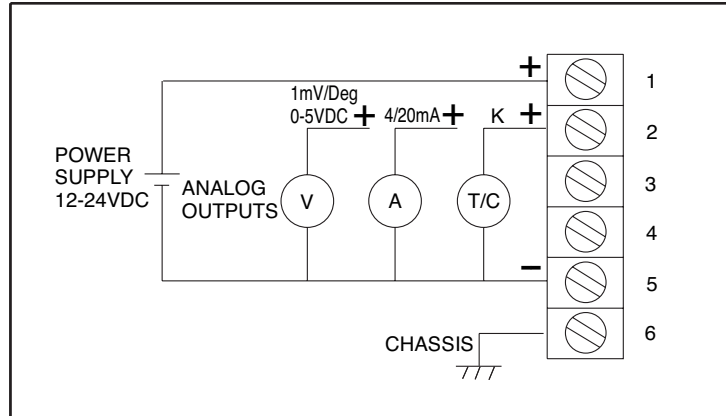 + 1
1mV/Deg
0-5VDC + 4/20mA + K + 2
POWER
SUPPLY
12-24VDC
ANALOG
OUTPUTS
V A T/C
3
4
− 5
6
CHASSIS